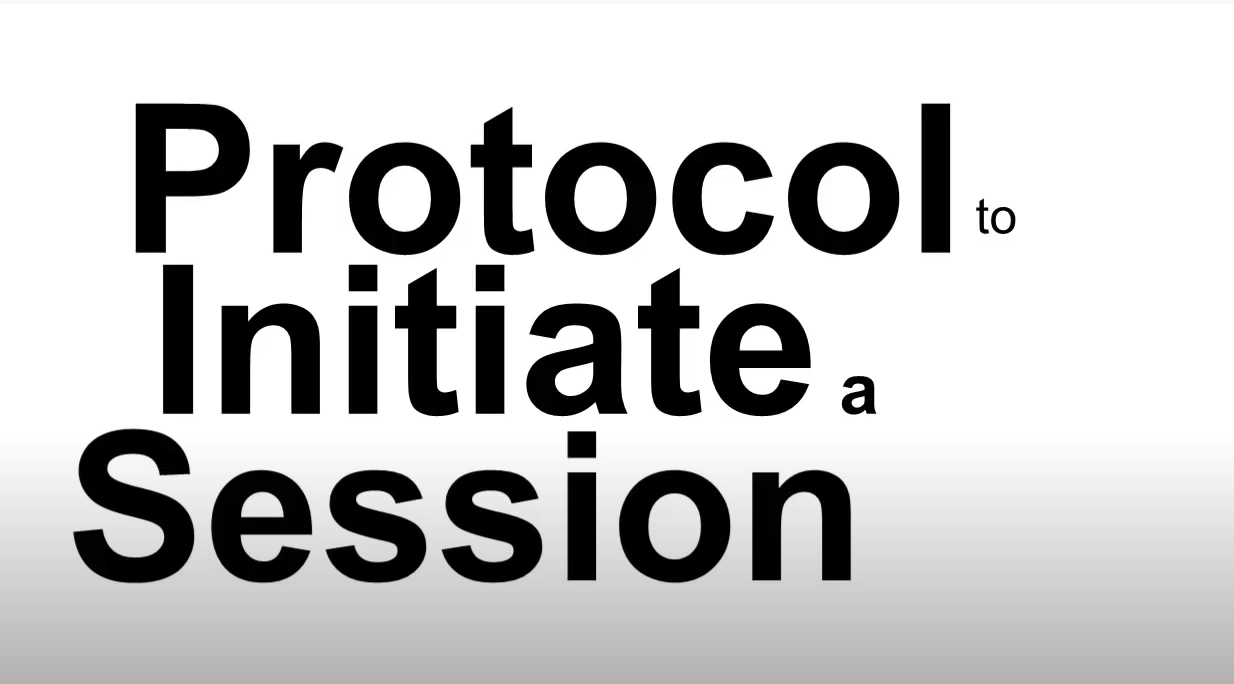 Protocol to
Initiate a
Session